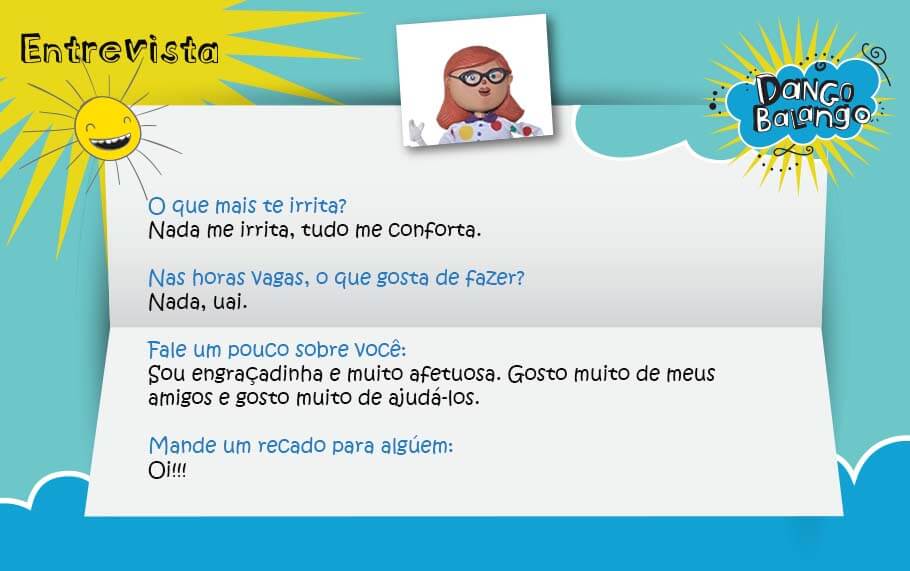 Entrevista
DANGO
BALANGO
O que mais te irrita?
Nada me irrita, tudo me conforta.
Nas horas vagas, o que gosta de fazer?
Nada, uai.
Fale um pouco sobre você:
Sou engraçadinha e muito afetuosa. Gosto muito de meus
amigos e gosto muito de ajudá-los.
Mande um recado para algúem:
Oi!!!